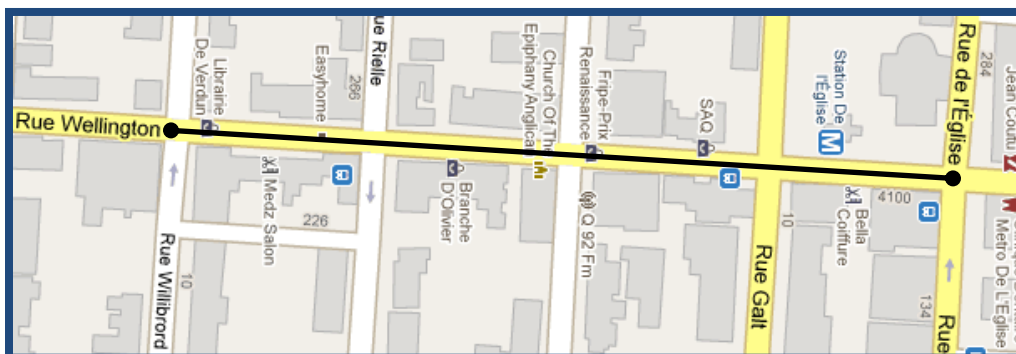 Rue Wellington
Librairie
De Verdun
Easyhome
266
Rue Rielle
Church Of The
Epiphany Anglican
Fripe-Prix
Renaissance
SAQ
Station De
l'Église
M
Rue de l'Église
284
Jean Coutu
Medz Salon
226
Branche
D'Olivier
Q 92 Fm
10
Rue Galt
Bella
Coiffure
4100
134
Rue
Metro De L'Eglise
Rue Willibrord
10